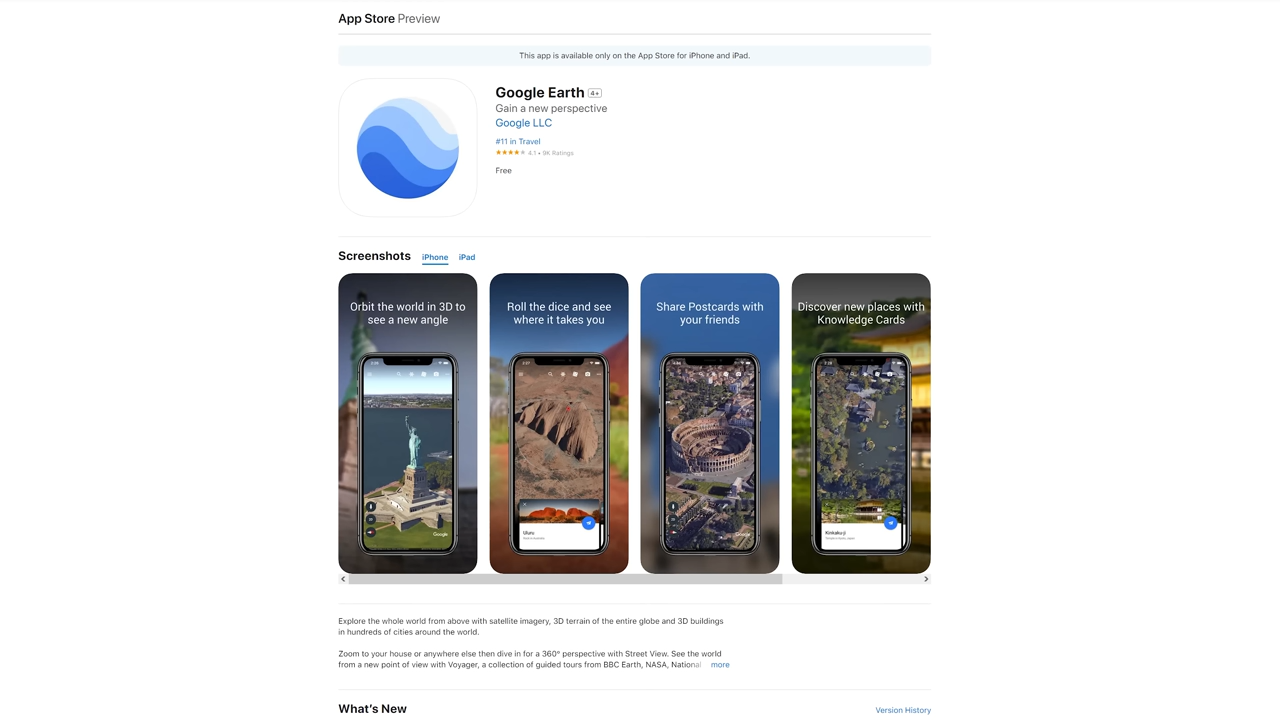 App Store Preview
This app is available only on the App Store for iPhone and iPad.
Google Earth 4+
Gain a new perspective
Google LLC
#11 in Travel
4.1 • 9K Ratings
Free
Screenshots iPhone iPad
Orbit the world in 3D to
see a new angle
Google
Roll the dice and see
where it takes you
Uluru
Share Postcards with
your friends
Google
Discover new places with
Knowledge Cards
Kinkaku-ji
Explore the whole world from above with satellite imagery, 3D terrain of the entire globe and 3D buildings
in hundreds of cities around the world.
Zoom to your house or anywhere else then dive in for a 360° perspective with Street View. See the world
from a new point of view with Voyager, a collection of guided tours from BBC Earth, NASA, National more
What's New
Version History